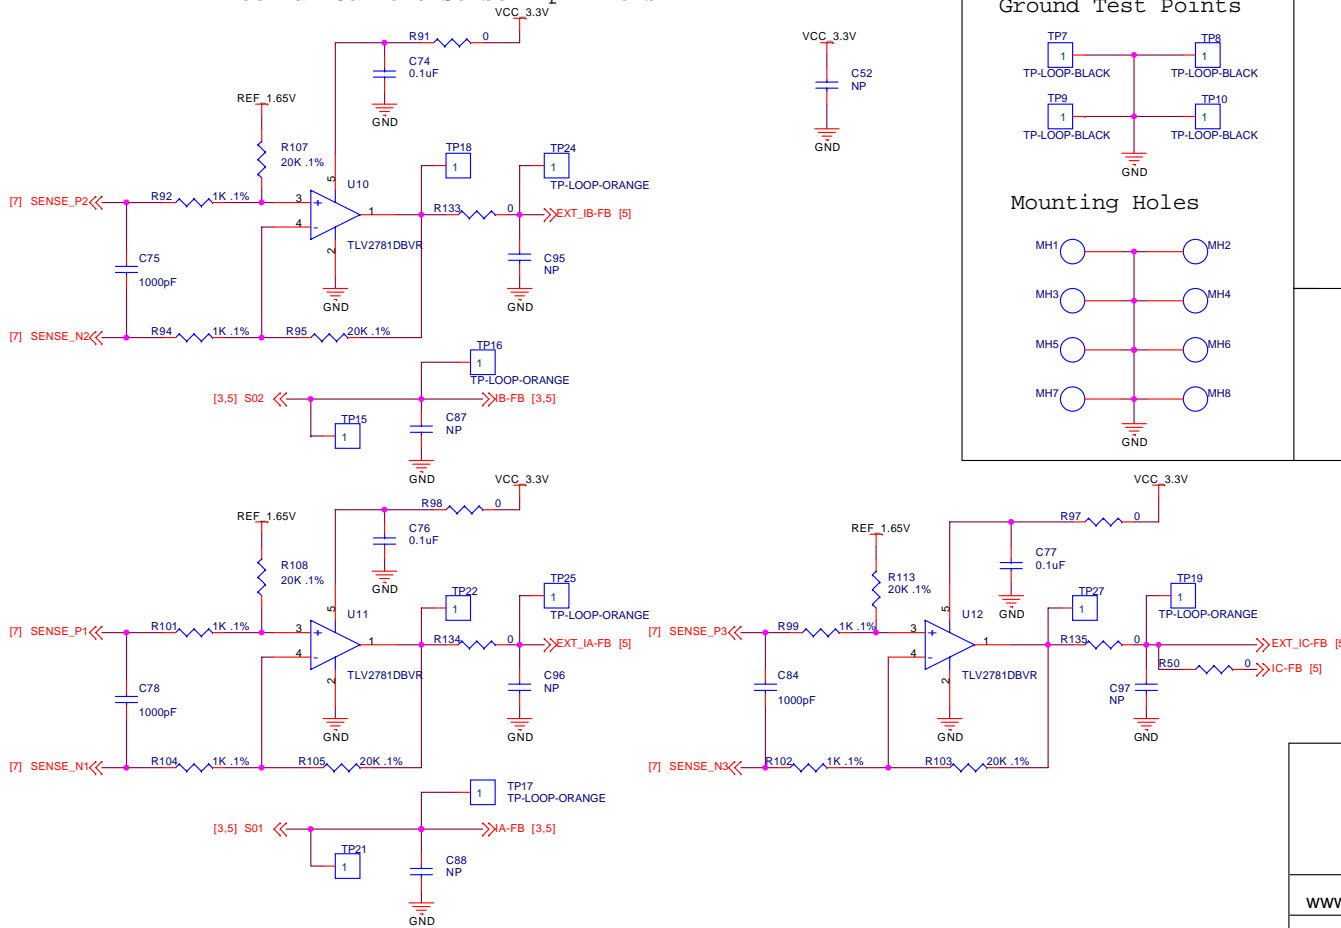 Ground Test Points
TP7
1
TP-LOOP-BLACK
TP8
1
TP-LOOP-BLACK
TP9
1
TP-LOOP-BLACK
TP10
1
TP-LOOP-BLACK
GND
Mounting Holes
MH1
MH2
MH3
MH4
MH5
MH6
MH7
MH8
GND
VCC_3.3V
C52
NP
GND
VCC_3.3V
R91
0
C74
0.1uF
GND
REF_1.65V
R107
20K .1%
[7] SENSE_P2
R92
1K .1%
3
+
4
-
5
2
1
U10
TLV2781DBVR
GND
TP18
1
R133
0
TP24
1
TP-LOOP-ORANGE
EXT_IB-FB [5]
C95
NP
GND
C75
1000pF
[7] SENSE_N2
R94
1K .1%
R95
20K .1%
TP16
1
TP-LOOP-ORANGE
[3,5] S02
IB-FB [3,5]
TP15
1
C87
NP
GND
VCC_3.3V
R98
0
C76
0.1uF
GND
REF_1.65V
R108
20K .1%
[7] SENSE_P1
R101
1K .1%
3
+
4
-
5
2
1
U11
TLV2781DBVR
GND
TP22
1
R134
0
TP25
1
TP-LOOP-ORANGE
EXT_IA-FB [5]
C96
NP
GND
C78
1000pF
[7] SENSE_N1
R104
1K .1%
R105
20K .1%
TP17
1
TP-LOOP-ORANGE
[3,5] S01
IA-FB [3,5]
TP21
1
C88
NP
GND
VCC_3.3V
R97
0
C77
0.1uF
GND
REF_1.65V
R113
20K .1%
[7] SENSE_P3
R99
1K .1%
3
+
4
-
5
2
1
U12
TLV2781DBVR
GND
TP27
1
R135
0
TP19
1
TP-LOOP-ORANGE
EXT_IC-FB [5
R50
0
IC-FB [5]
C97
NP
GND
C84
1000pF
[7] SENSE_N3
R102
1K .1%
R103
20K .1%
www